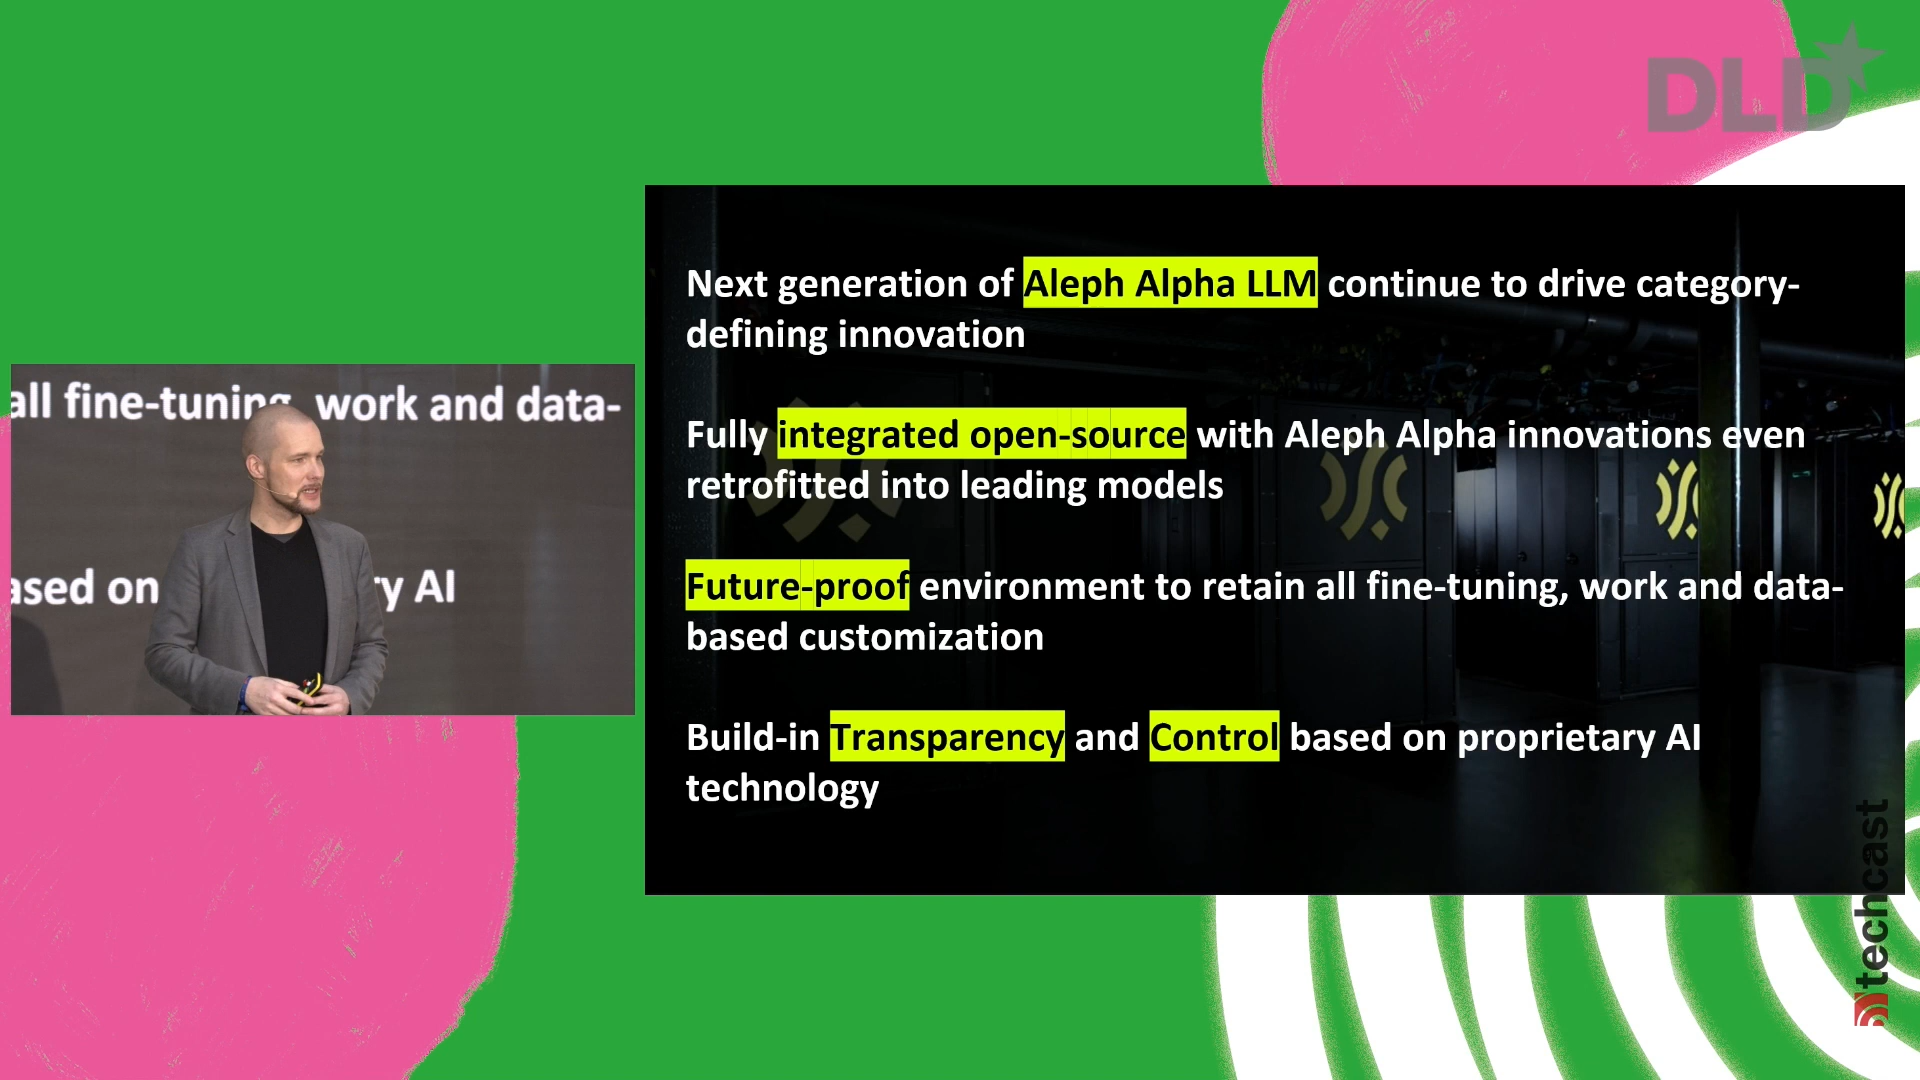 DLD
Next generation of Aleph Alpha LLM continue to drive category-
defining innovation
Fully integrated open-source with Aleph Alpha innovations even
retrofitted into leading models
Future-proof environment to retain all fine-tuning, work and data-
based customization
Build-in Transparency and Control based on proprietary AI
technology
all fine-tuning, work and data-
ased on
ry AI
techcast